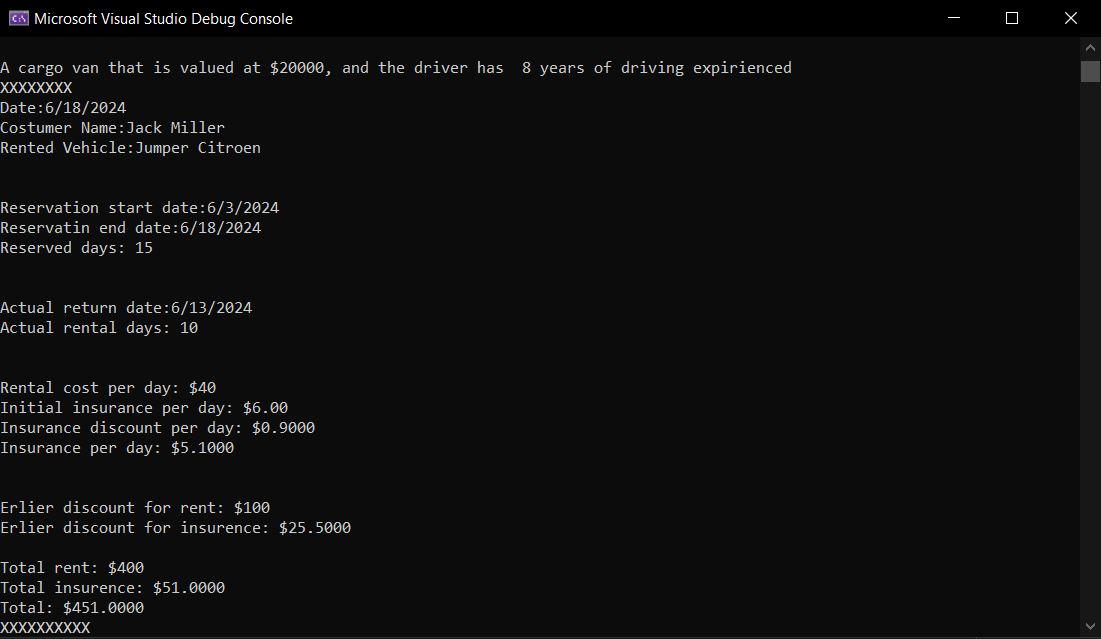 Microsoft Visual Studio Debug Console
A cargo van that is valued at $20000, and the driver has  8 years of driving expirienced
XXXXXXXX
Date:6/18/2024
Costumer Name:Jack Miller
Rented Vehicle:Jumper Citroen
Reservation start date:6/3/2024
Reservatin end date:6/18/2024
Reserved days: 15
Actual return date:6/13/2024
Actual rental days: 10
Rental cost per day: $40
Initial insurance per day: $6.00
Insurance discount per day: $0.9000
Insurance per day: $5.1000
Erlier discount for rent: $100
Erlier discount for insurence: $25.5000
Total rent: $400
Total insurence: $51.0000
Total: $451.0000
XXXXXXXXXX